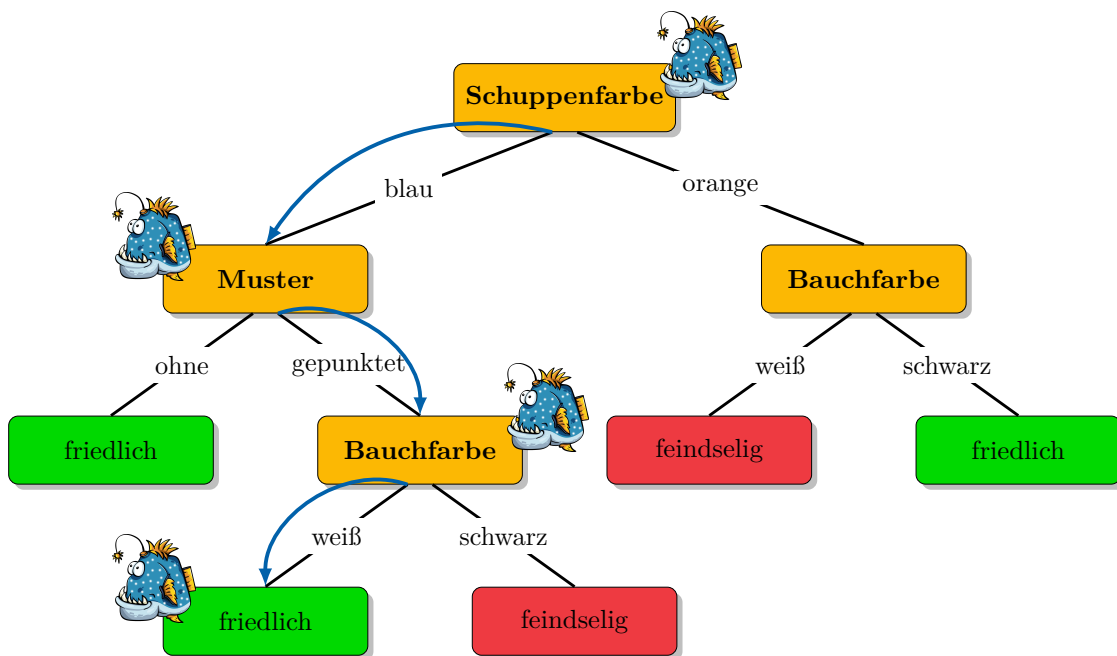 Schuppenfarbe
blau
orange
Muster
Bauchfarbe
ohne
gepunktet
weiß
schwarz
friedlich
Bauchfarbe
feindselig
friedlich
weiß
schwarz
friedlich
feindselig